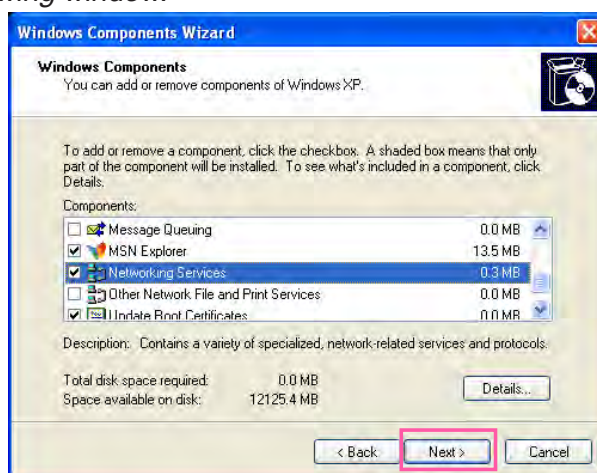 Windows Components Wizard
Windows Components
You can add or remove components of Windows XP.
To add or remove a component, click the checkbox. A shaded box means that only
part of the component will be installed. To see what's included in a component, click
Details.
Components:
Message Queuing 0.0 MB
MSN Explorer 13.5 MB
Networking Services 0.3 MB
Other Network File and Print Services 0.0 MB
Update Root Certificates 0.0 MB
Description: Contains a variety of specialized, network-related services and protocols.
Total disk space required: 0.0 MB
Space available on disk: 12125.4 MB
Details...
< Back Next > Cancel